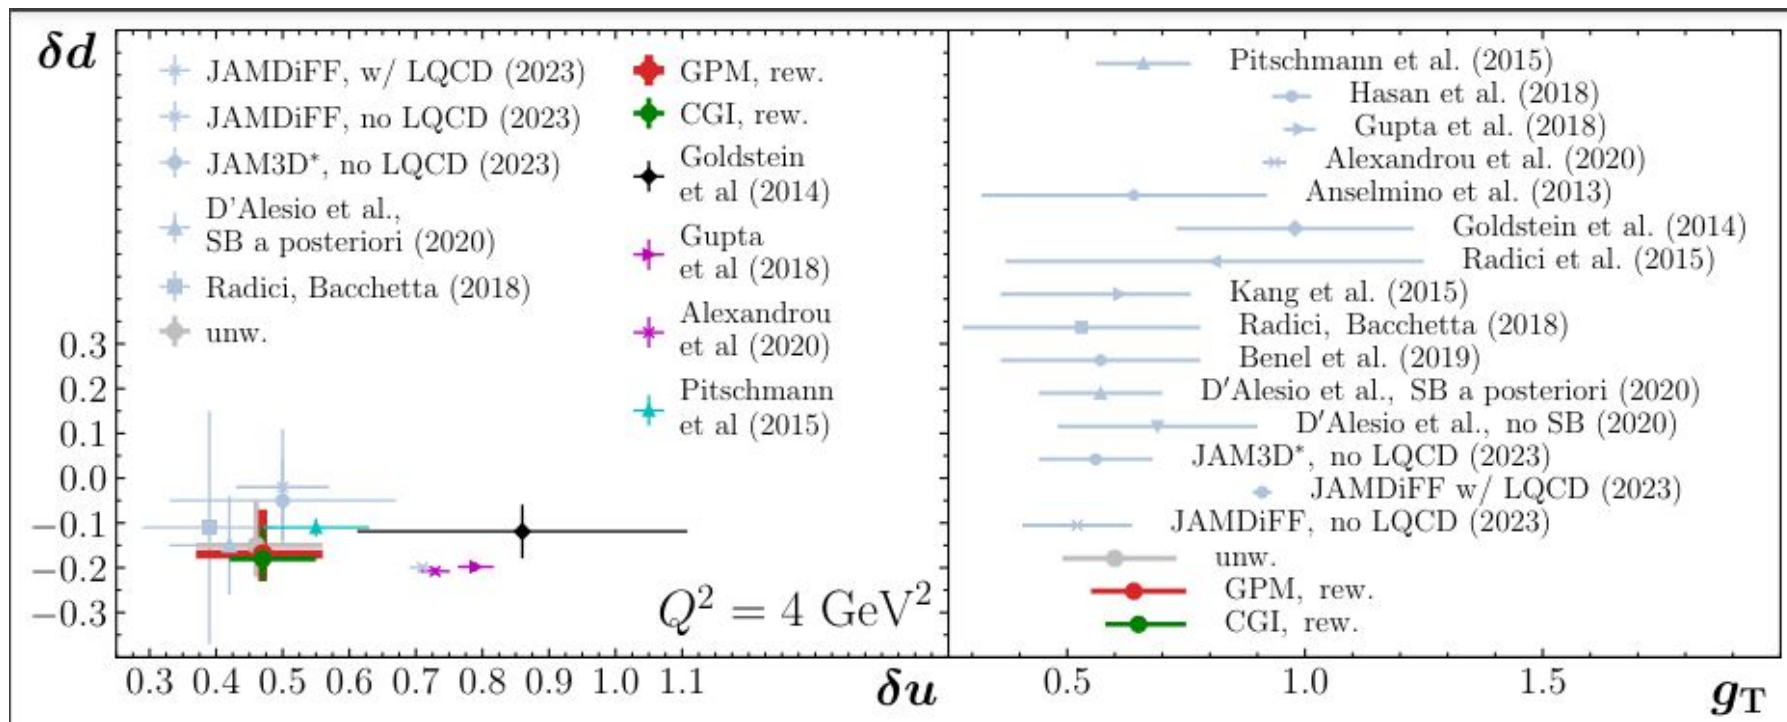 δd
JAMDiFF, w/ LQCD (2023)
JAMDiFF, no LQCD (2023)
JAM3D*, no LQCD (2023)
D'Alesio et al.,
SB a posteriori (2020)
Radici, Bacchetta (2018)
unw.
GPM, rew.
CGI, rew.
Goldstein
et al (2014)
Gupta
et al (2018)
Alexandrou
et al (2020)
Pitschmann
et al (2015)
0.3
0.2
0.1
0.0
−0.1
−0.2
−0.3
Q² = 4 GeV²
0.3 0.4 0.5 0.6 0.7 0.8 0.9 1.0 1.1
δu
Pitschmann et al. (2015)
Hasan et al. (2018)
Gupta et al. (2018)
Alexandrou et al. (2020)
Anselmino et al. (2013)
Goldstein et al. (2014)
Radici et al. (2015)
Kang et al. (2015)
Radici, Bacchetta (2018)
Benel et al. (2019)
D′Alesio et al., SB a posteriori (2020)
D′Alesio et al., no SB (2020)
JAM3D*, no LQCD (2023)
JAMDiFF w/ LQCD (2023)
JAMDiFF, no LQCD (2023)
unw.
GPM, rew.
CGI, rew.
0.5 1.0 1.5
g_T